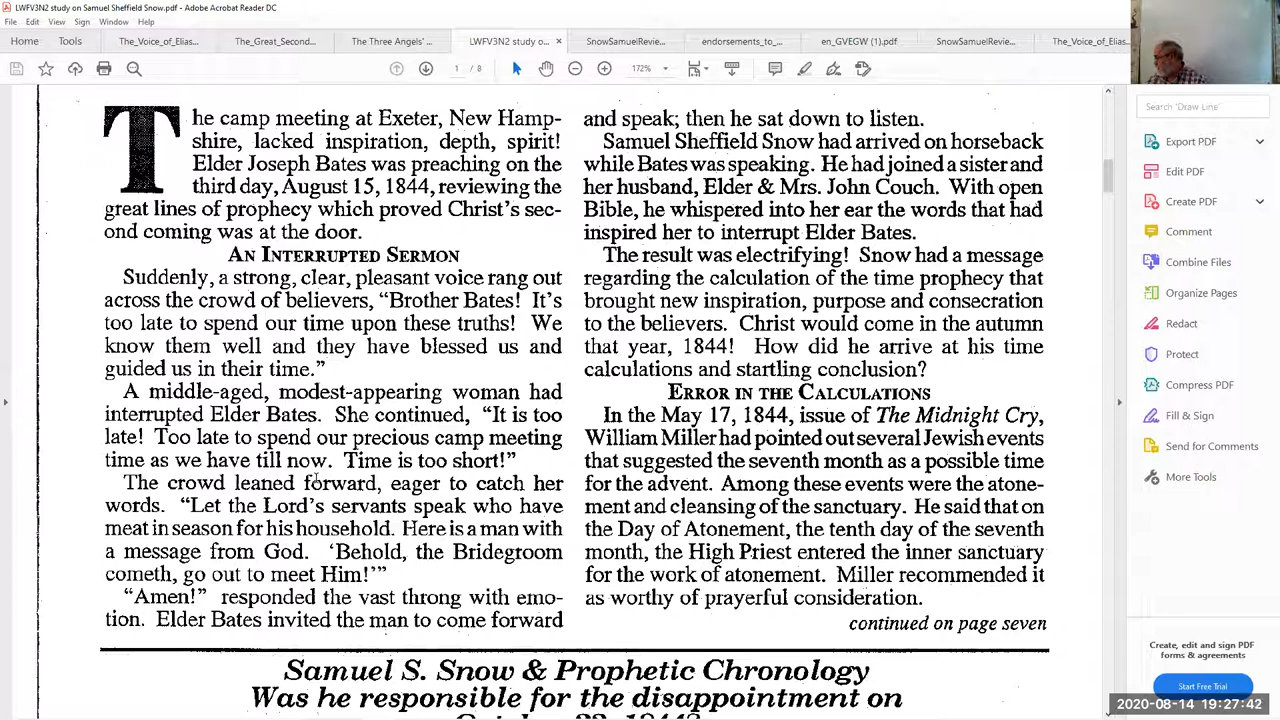 LWFV3N2 study on Samuel Sheffield Snow.pdf - Adobe Acrobat Reader DC
File Edit View Sign Window Help
Home Tools The_Voice_of_Elias... The_Great_Second... The Three Angels' ... LWFV3N2 study o... × SnowSamuelRevie... endorsements_to_... en_GVEGW (1).pdf SnowSamuelRevie... The_Voice_of_Elias...
1 / 8 172%
The camp meeting at Exeter, New Hamp-
shire, lacked inspiration, depth, spirit!
Elder Joseph Bates was preaching on the
third day, August 15, 1844, reviewing the
great lines of prophecy which proved Christ's sec-
ond coming was at the door.
AN INTERRUPTED SERMON
Suddenly, a strong, clear, pleasant voice rang out
across the crowd of believers, "Brother Bates! It's
too late to spend our time upon these truths! We
know them well and they have blessed us and
guided us in their time."
A middle-aged, modest-appearing woman had
interrupted Elder Bates. She continued, "It is too
late! Too late to spend our precious camp meeting
time as we have till now. Time is too short!"
The crowd leaned forward, eager to catch her
words. "Let the Lord's servants speak who have
meat in season for his household. Here is a man with
a message from God. 'Behold, the Bridegroom
cometh, go out to meet Him!'"
"Amen!" responded the vast throng with emo-
tion. Elder Bates invited the man to come forward
and speak; then he sat down to listen.
Samuel Sheffield Snow had arrived on horseback
while Bates was speaking. He had joined a sister and
her husband, Elder & Mrs. John Couch. With open
Bible, he whispered into her ear the words that had
inspired her to interrupt Elder Bates.
The result was electrifying! Snow had a message
regarding the calculation of the time prophecy that
brought new inspiration, purpose and consecration
to the believers. Christ would come in the autumn
that year, 1844! How did he arrive at his time
calculations and startling conclusion?
ERROR IN THE CALCULATIONS
In the May 17, 1844, issue of The Midnight Cry,
William Miller had pointed out several Jewish events
that suggested the seventh month as a possible time
for the advent. Among these events were the atone-
ment and cleansing of the sanctuary. He said that on
the Day of Atonement, the tenth day of the seventh
month, the High Priest entered the inner sanctuary
for the work of atonement. Miller recommended it
as worthy of prayerful consideration.
continued on page seven
Samuel S. Snow & Prophetic Chronology
Was he responsible for the disappointment on
October 22, 1844?
Search 'Draw Line'
Export PDF
Edit PDF
Create PDF
Comment
Combine Files
Organize Pages
Redact
Protect
Compress PDF
Fill & Sign
Send for Comments
More Tools
Create, edit and sign PDF
forms & agreements
Start Free Trial
2020-08-14 19:27:42